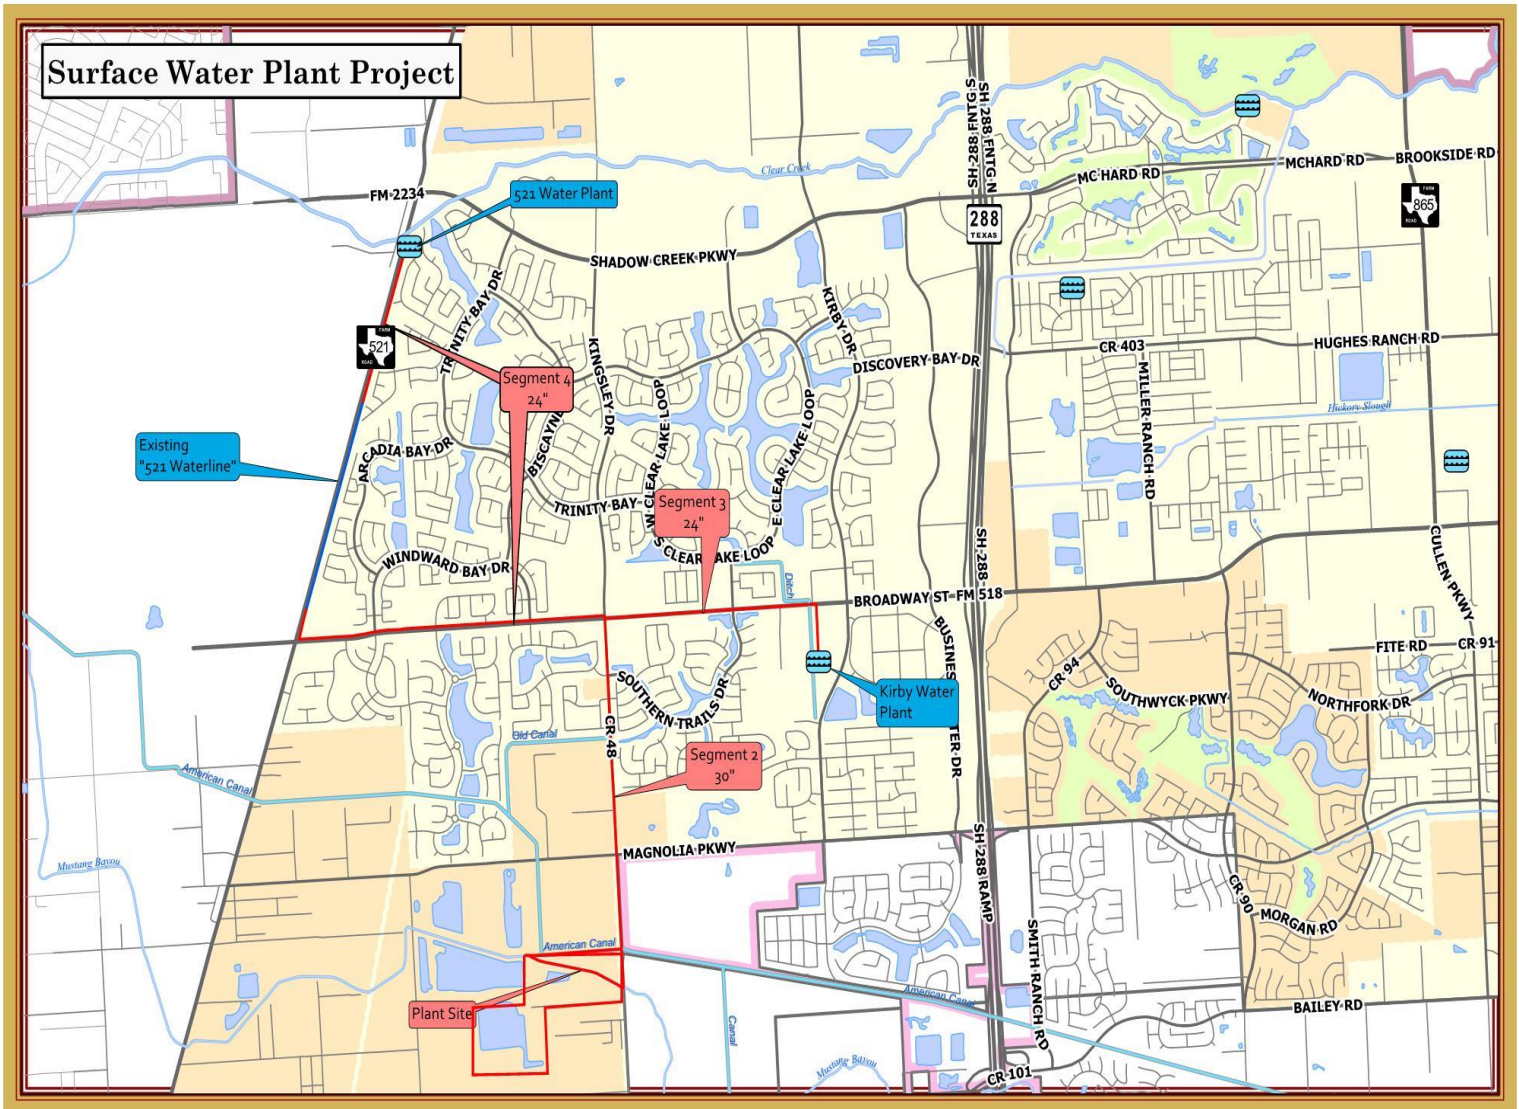 Surface Water Plant Project
SH 288 FNTG S
SH 288 FNTG N
Clear Creek
MCHARD RD
BROOKSIDE RD
MC HARD RD
FM 2234
521 Water Plant
FARM
865
ROAD
288
TEXAS
SHADOW CREEK PKWY
TRINITY BAY DR
KIRBY DR
FARM
521
ROAD
KINGSLEY DR
CR 403
HUGHES RANCH RD
DISCOVERY BAY DR
Segment 4
24"
MILLER RANCH RD
W CLEAR LAKE LOOP
E CLEAR LAKE LOOP
Hickory Slough
Existing
"521 Waterline"
ARCADIA BAY DR
TRINITY BAY
Segment 3
24"
S CLEAR LAKE LOOP
SH 288
CULLEN PKWY
WINDWARD BAY DR
Ditch
BROADWAY ST FM 518
FITE RD
CR 91
CR 94
SOUTHERN TRAILS DR
Kirby Water
Plant
SOUTHWYCK PKWY
NORTHFORK DR
CR 48
Old Canal
Segment 2
30"
American Canal
MAGNOLIA PKWY
SH 288 RAMP
Mustang Bayou
CR 90
MORGAN RD
American Canal
SMITH RANCH RD
American Canal
Plant Site
BAILEY RD
Canal
Mustang Bayou
CR 101